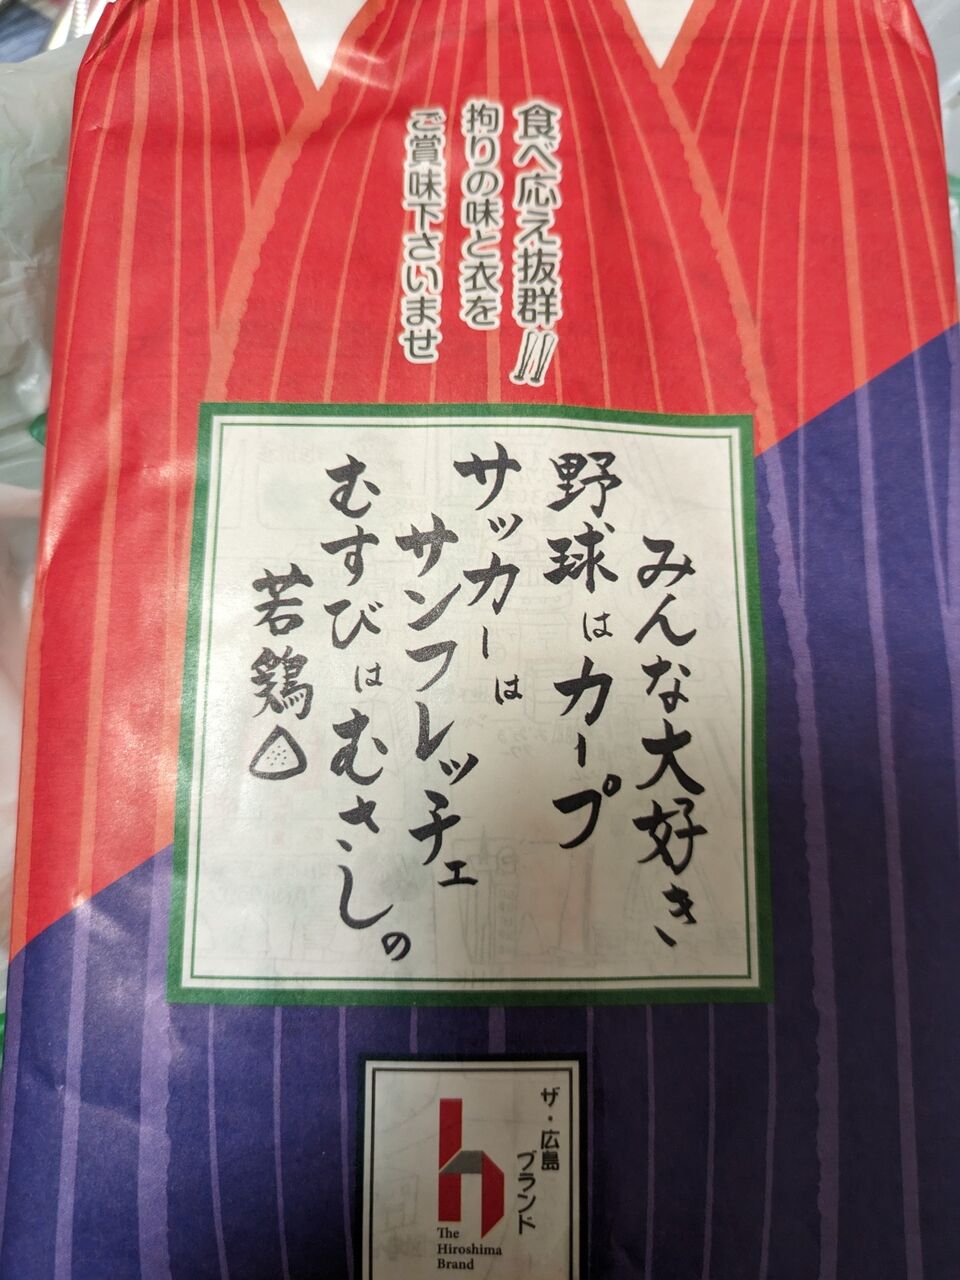 食べ応え抜群!!
拘りの味と衣を
ご賞味下さいませ
みんな大好き
野球はカープ
サッカーは
サンフレッチェ
むすびはむさしの
若鶏
ザ・広島
ブランド
The
Hiroshima
Brand